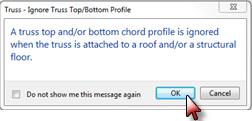 Truss - Ignore Truss Top/Bottom Profile
A truss top and/or bottom chord profile is ignored
when the truss is attached to a roof and/or a structural
floor.
Do not show me this message again
OK
Cancel